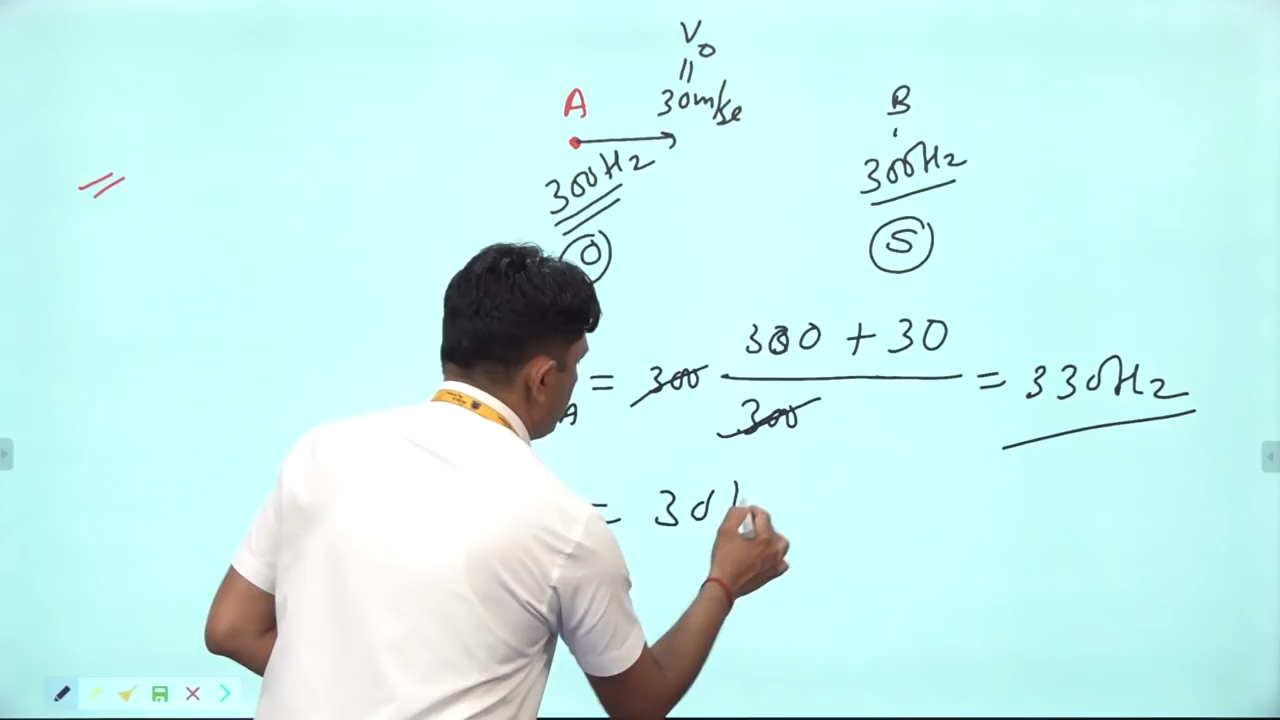 V₀
=
30m/se
A
B
300Hz
300Hz
O
S
A = 300 (300 + 30) / 300 = 330Hz
= 30 H